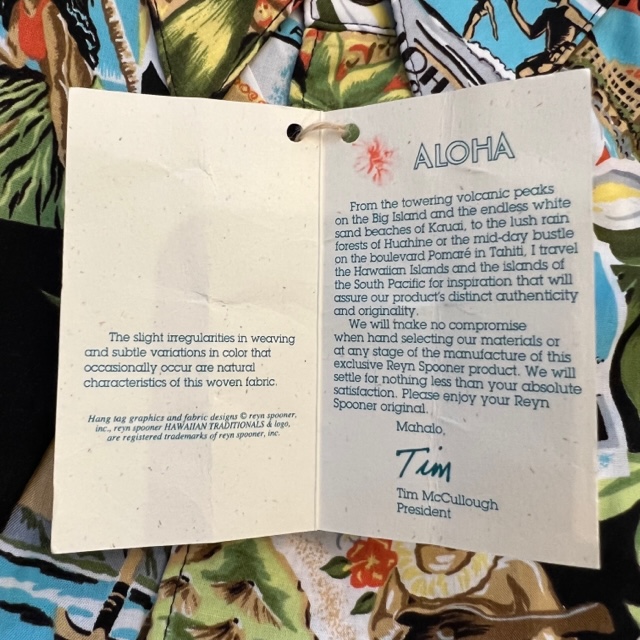 The slight irregularities in weaving
and subtle variations in color that
occasionally occur are natural
characteristics of this woven fabric.
Hang tag graphics and fabric designs © reyn spooner,
inc., reyn spooner HAWAIIAN TRADITIONALS & logo,
are registered trademarks of reyn spooner, inc.
ALOHA
From the towering volcanic peaks
on the Big Island and the endless white
sand beaches of Kauai, to the lush rain
forests of Huahine or the mid-day bustle
on the boulevard Pomaré in Tahiti, I travel
the Hawaiian Islands and the islands of
the South Pacific for inspiration that will
assure our product's distinct authenticity
and originality.
We will make no compromise
when hand selecting our materials or
at any stage of the manufacture of this
exclusive Reyn Spooner product. We will
settle for nothing less than your absolute
satisfaction. Please enjoy your Reyn
Spooner original.
Mahalo,
Tim
Tim McCullough
President